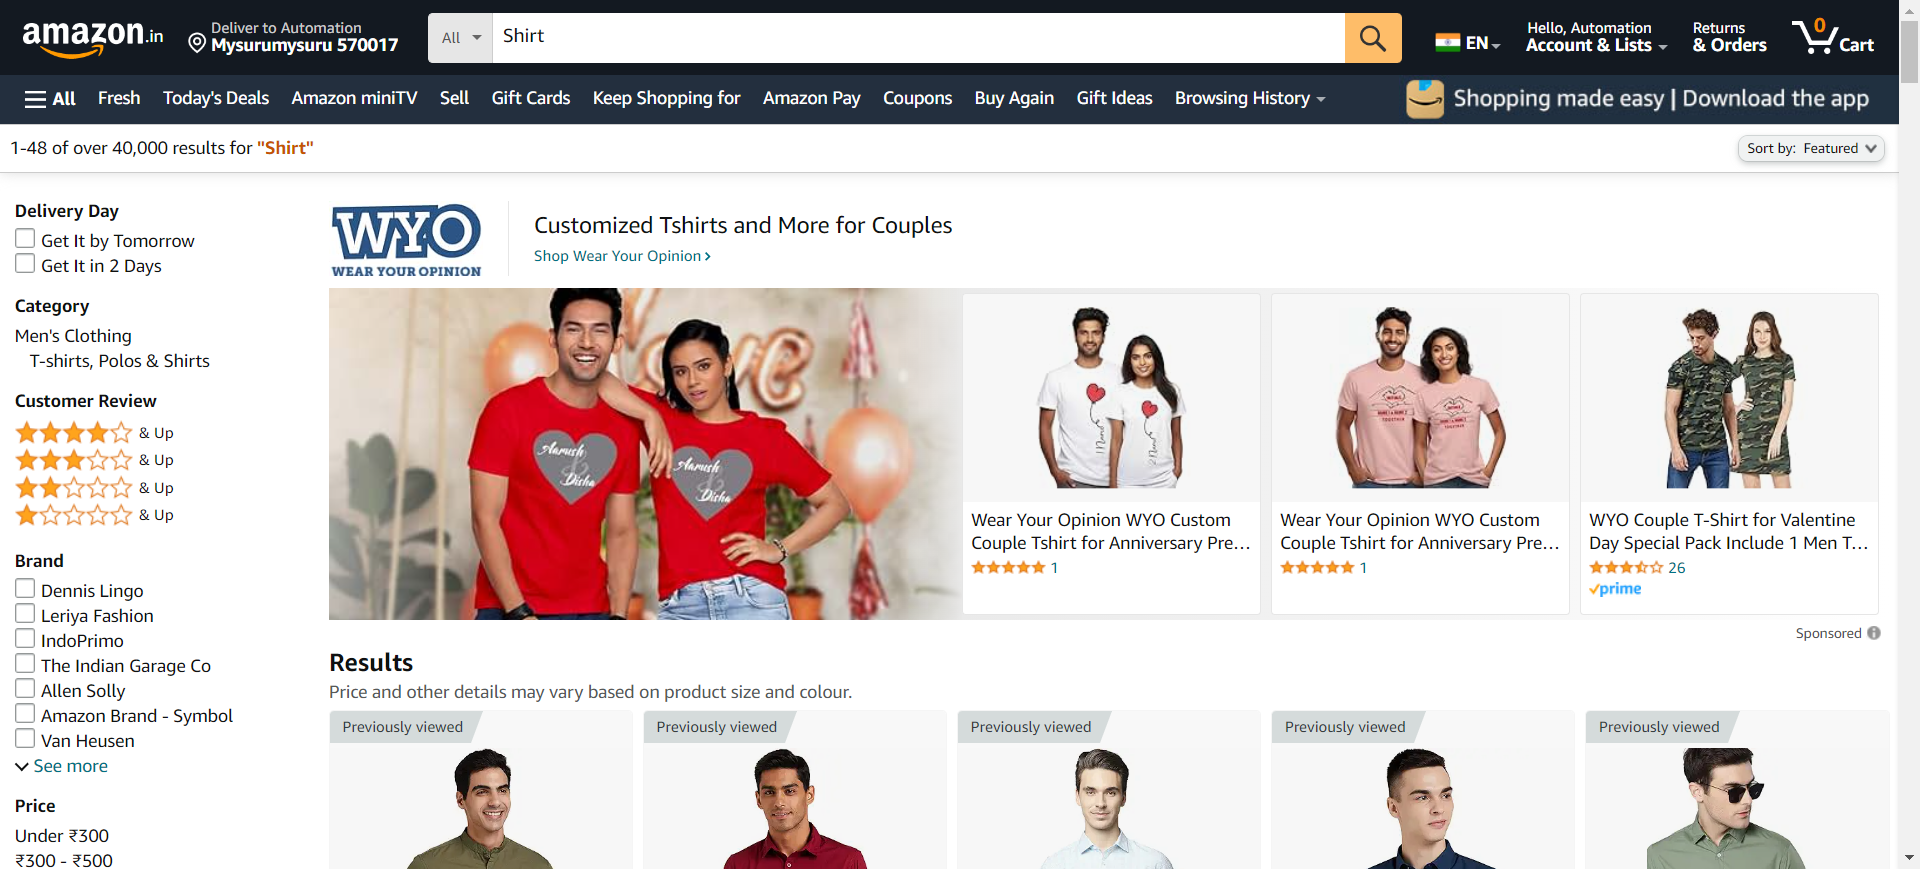 amazon.in
Deliver to Automation
Mysurumysuru 570017
All
Shirt
EN
Hello, Automation
Account & Lists
Returns
& Orders
0
Cart
All
Fresh
Today's Deals
Amazon miniTV
Sell
Gift Cards
Keep Shopping for
Amazon Pay
Coupons
Buy Again
Gift Ideas
Browsing History
Shopping made easy | Download the app
1-48 of over 40,000 results for "Shirt"
Sort by: Featured
Delivery Day
Get It by Tomorrow
Get It in 2 Days
Category
Men's Clothing
T-shirts, Polos & Shirts
Customer Review
& Up
& Up
& Up
& Up
Brand
Dennis Lingo
Leriya Fashion
IndoPrimo
The Indian Garage Co
Allen Solly
Amazon Brand - Symbol
Van Heusen
See more
Price
Under ₹300
₹300 - ₹500
WYO
WEAR YOUR OPINION
Customized Tshirts and More for Couples
Shop Wear Your Opinion ›
Love
Aarush
&
Disha
Aarush
&
Disha
Wear Your Opinion WYO Custom
Couple Tshirt for Anniversary Pre…
1
Wear Your Opinion WYO Custom
Couple Tshirt for Anniversary Pre…
1
WYO Couple T-Shirt for Valentine
Day Special Pack Include 1 Men T…
26
prime
Sponsored
Results
Price and other details may vary based on product size and colour.
Previously viewed
Previously viewed
Previously viewed
Previously viewed
Previously viewed